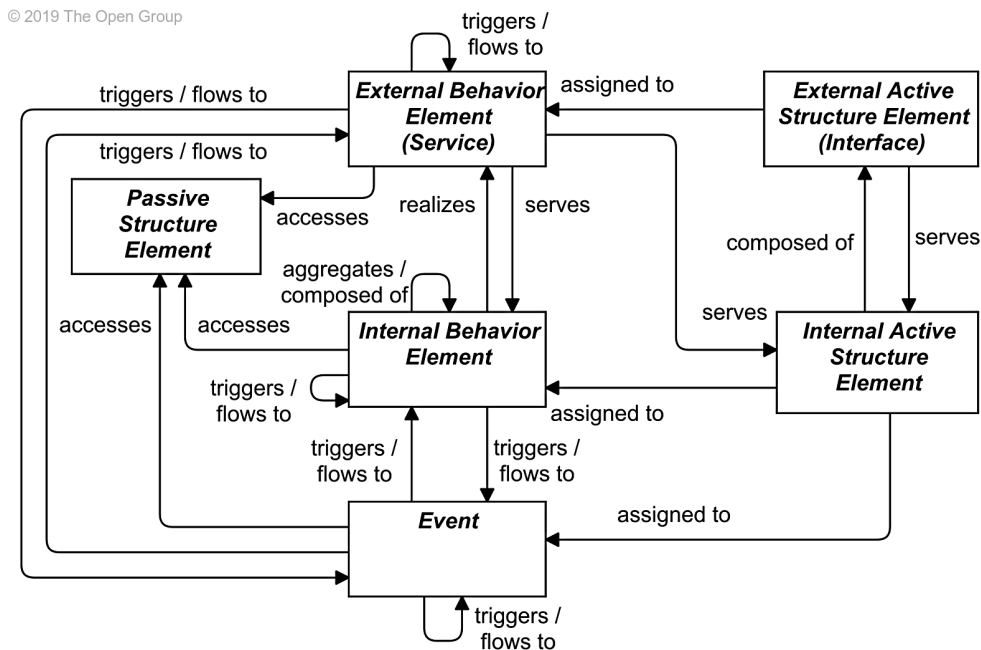 © 2019 The Open Group
triggers /
flows to
triggers / flows to
External Behavior
Element
(Service)
assigned to
External Active
Structure Element
(Interface)
triggers / flows to
Passive
Structure
Element
accesses
realizes
serves
composed of
serves
aggregates /
composed of
accesses
accesses
serves
Internal Behavior
Element
Internal Active
Structure
Element
triggers /
flows to
assigned to
triggers /
flows to
triggers /
flows to
Event
assigned to
triggers /
flows to